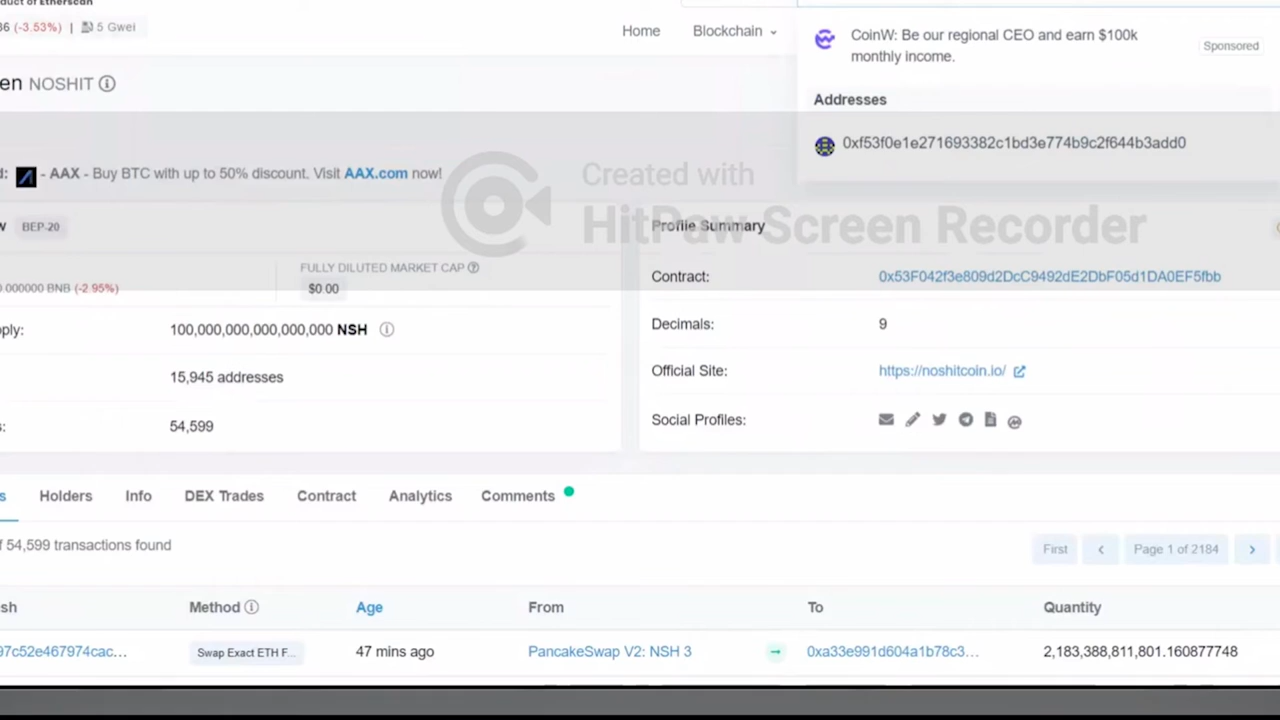 duct of Etherscan
36 (-3.53%) | 5 Gwei
Home Blockchain
CoinW: Be our regional CEO and earn $100k
monthly income.
Sponsored
en NOSHIT
Addresses
0xf53f0e1e271693382c1bd3e774b9c2f644b3add0
d: - AAX - Buy BTC with up to 50% discount. Visit AAX.com now!
Created with
HitPaw Screen Recorder
w BEP-20
Profile Summary
FULLY DILUTED MARKET CAP
0.000000 BNB (-2.95%) $0.00
Contract: 0x53F042f3e809d2DcC9492dE2DbF05d1DA0EF5fbb
pply: 100,000,000,000,000,000 NSH
Decimals: 9
15,945 addresses
Official Site: https://noshitcoin.io/
s: 54,599
Social Profiles:
s Holders Info DEX Trades Contract Analytics Comments
f 54,599 transactions found
First < Page 1 of 2184 >
sh Method Age From To Quantity
97c52e467974cac... Swap Exact ETH F... 47 mins ago PancakeSwap V2: NSH 3 → 0xa33e991d604a1b78c3... 2,183,388,811,801.160877748